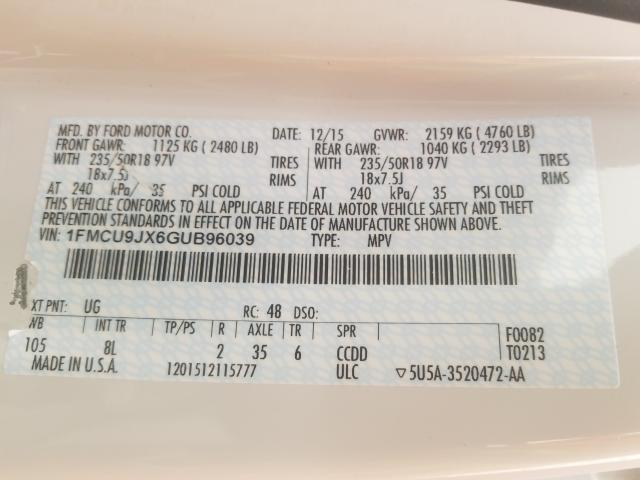 MFD. BY FORD MOTOR CO. DATE: 12/15 GVWR: 2159 KG ( 4760 LB)
FRONT GAWR: 1125 KG ( 2480 LB) REAR GAWR: 1040 KG ( 2293 LB)
WITH 235/50R18 97V TIRES WITH 235/50R18 97V TIRES
18x7.5J RIMS 18x7.5J RIMS
AT 240 kPa/ 35 PSI COLD AT 240 kPa/ 35 PSI COLD
THIS VEHICLE CONFORMS TO ALL APPLICABLE FEDERAL MOTOR VEHICLE SAFETY AND THEFT
PREVENTION STANDARDS IN EFFECT ON THE DATE OF MANUFACTURE SHOWN ABOVE.
VIN: 1FMCU9JX6GUB96039 TYPE: MPV
XT PNT: UG RC: 48 DSO:
WB INT TR TP/PS R AXLE TR SPR F0082
105 8L 2 35 6 CCDD T0213
MADE IN U.S.A. 1201512115777 ULC ▽5U5A-3520472-AA